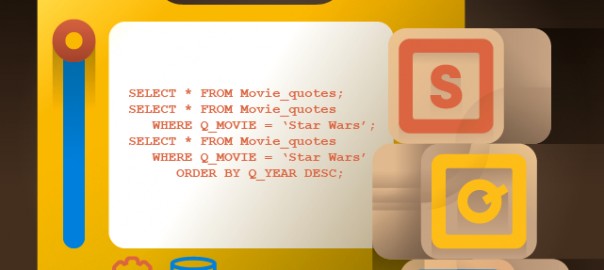 SELECT * FROM Movie_quotes;
SELECT * FROM Movie_quotes
WHERE Q_MOVIE = ‘Star Wars’;
SELECT * FROM Movie_quotes
WHERE Q_MOVIE = ‘Star Wars’
ORDER BY Q_YEAR DESC;
S
Q